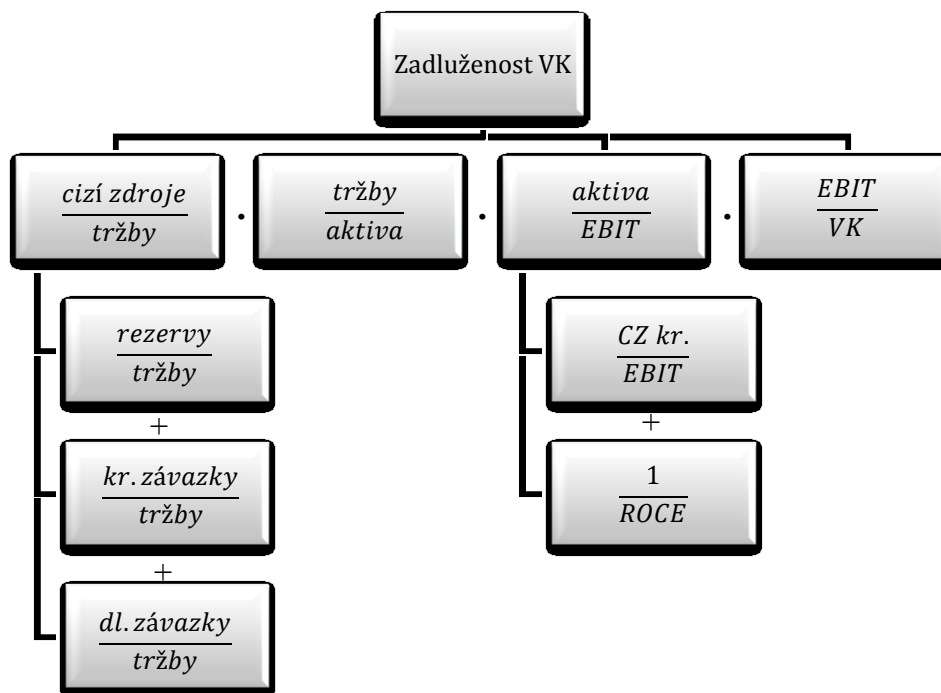 Zadluženost VK
cizí zdroje
tržby
·
tržby
aktiva
·
aktiva
EBIT
·
EBIT
VK
rezervy
tržby
+
kr. závazky
tržby
+
dl. závazky
tržby
CZ kr.
EBIT
+
1
ROCE